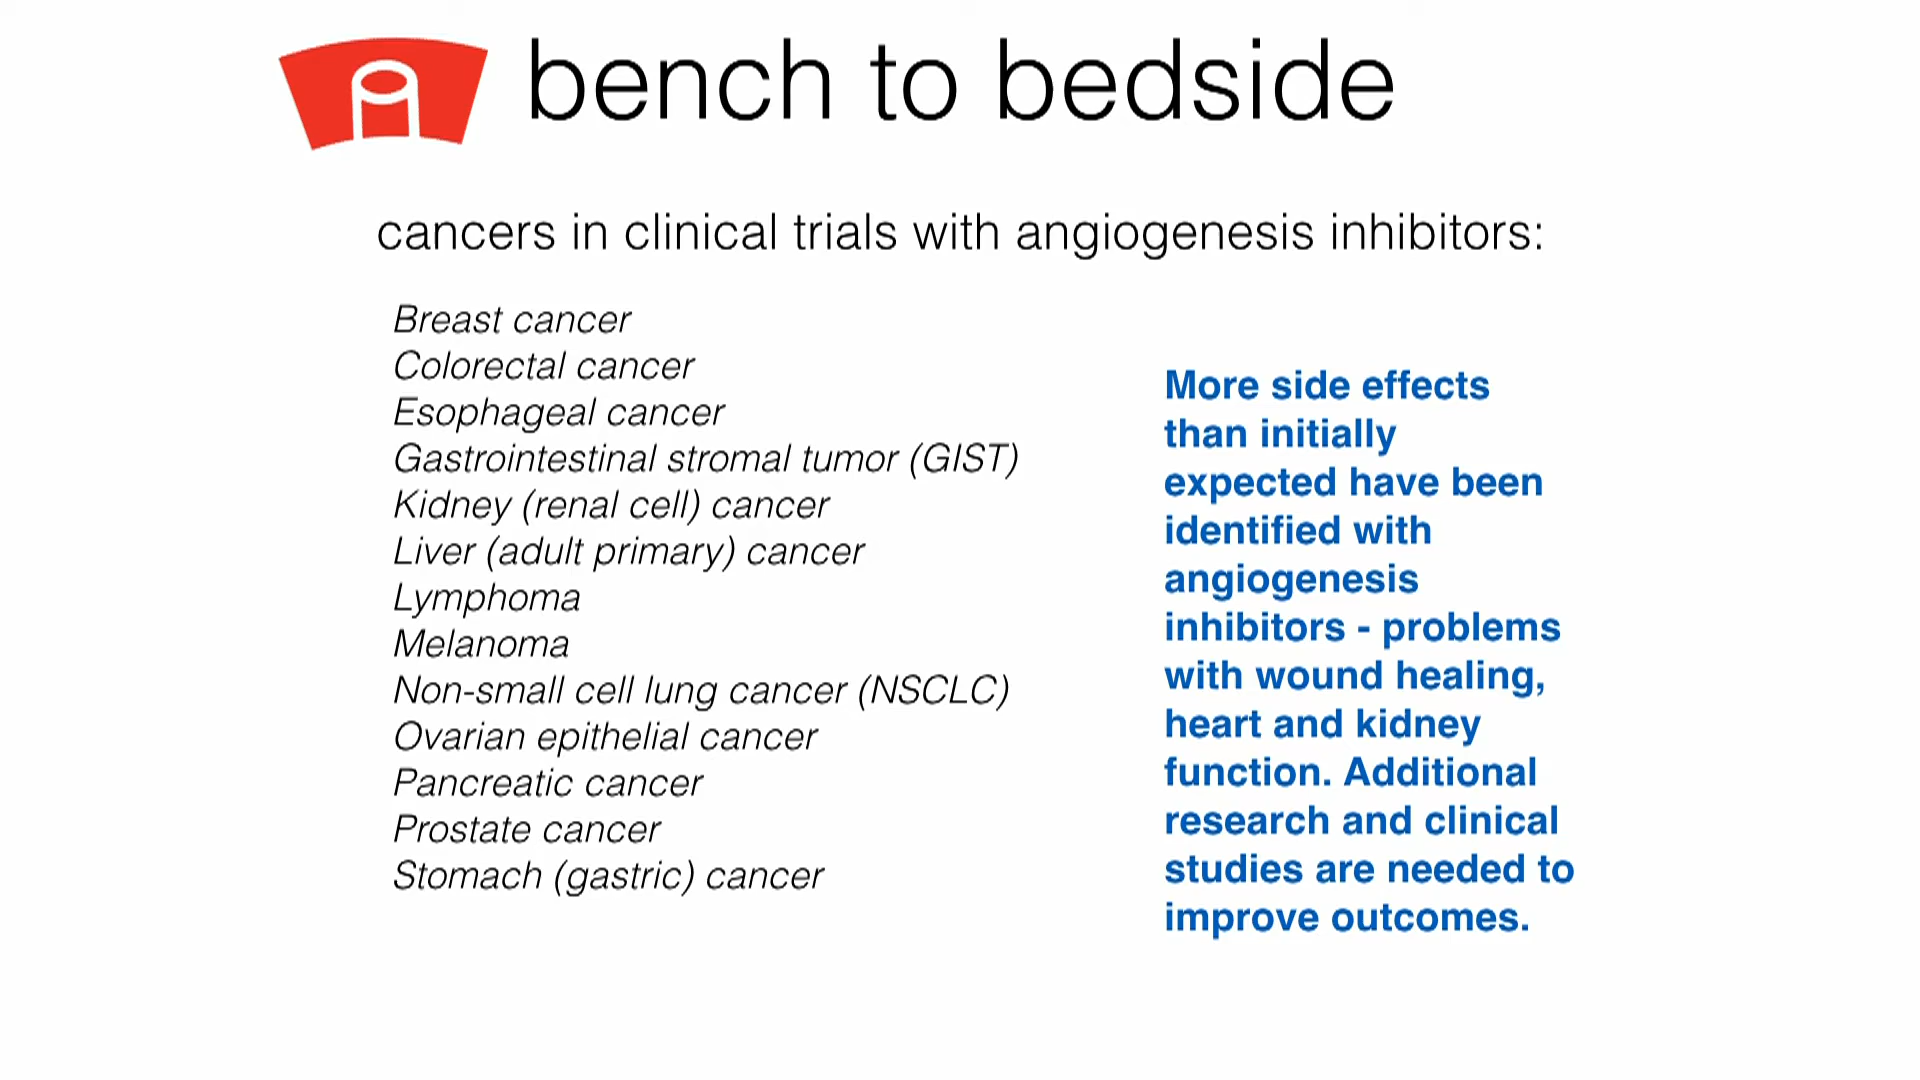 bench to bedside
cancers in clinical trials with angiogenesis inhibitors:
Breast cancer
Colorectal cancer
Esophageal cancer
Gastrointestinal stromal tumor (GIST)
Kidney (renal cell) cancer
Liver (adult primary) cancer
Lymphoma
Melanoma
Non-small cell lung cancer (NSCLC)
Ovarian epithelial cancer
Pancreatic cancer
Prostate cancer
Stomach (gastric) cancer
More side effects
than initially
expected have been
identified with
angiogenesis
inhibitors - problems
with wound healing,
heart and kidney
function. Additional
research and clinical
studies are needed to
improve outcomes.